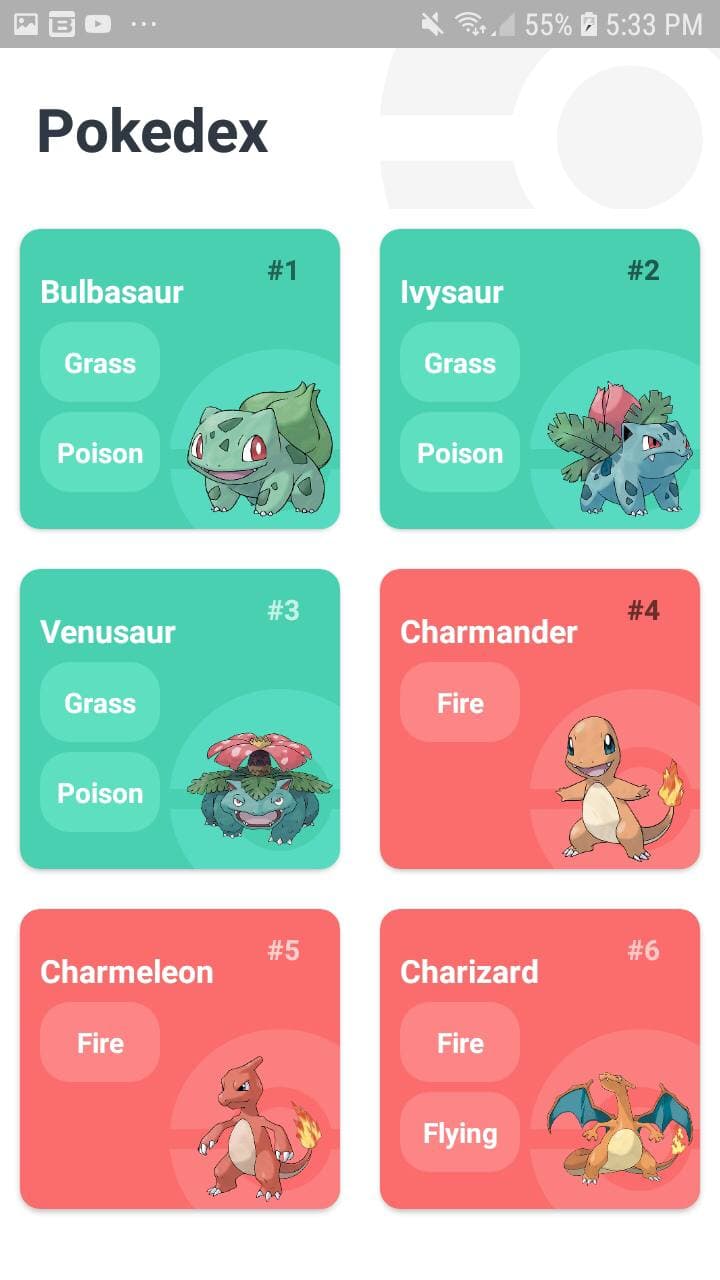 55% 5:33 PM
Pokedex
#1
Bulbasaur
Grass
Poison
#2
Ivysaur
Grass
Poison
#3
Venusaur
Grass
Poison
#4
Charmander
Fire
#5
Charmeleon
Fire
#6
Charizard
Fire
Flying